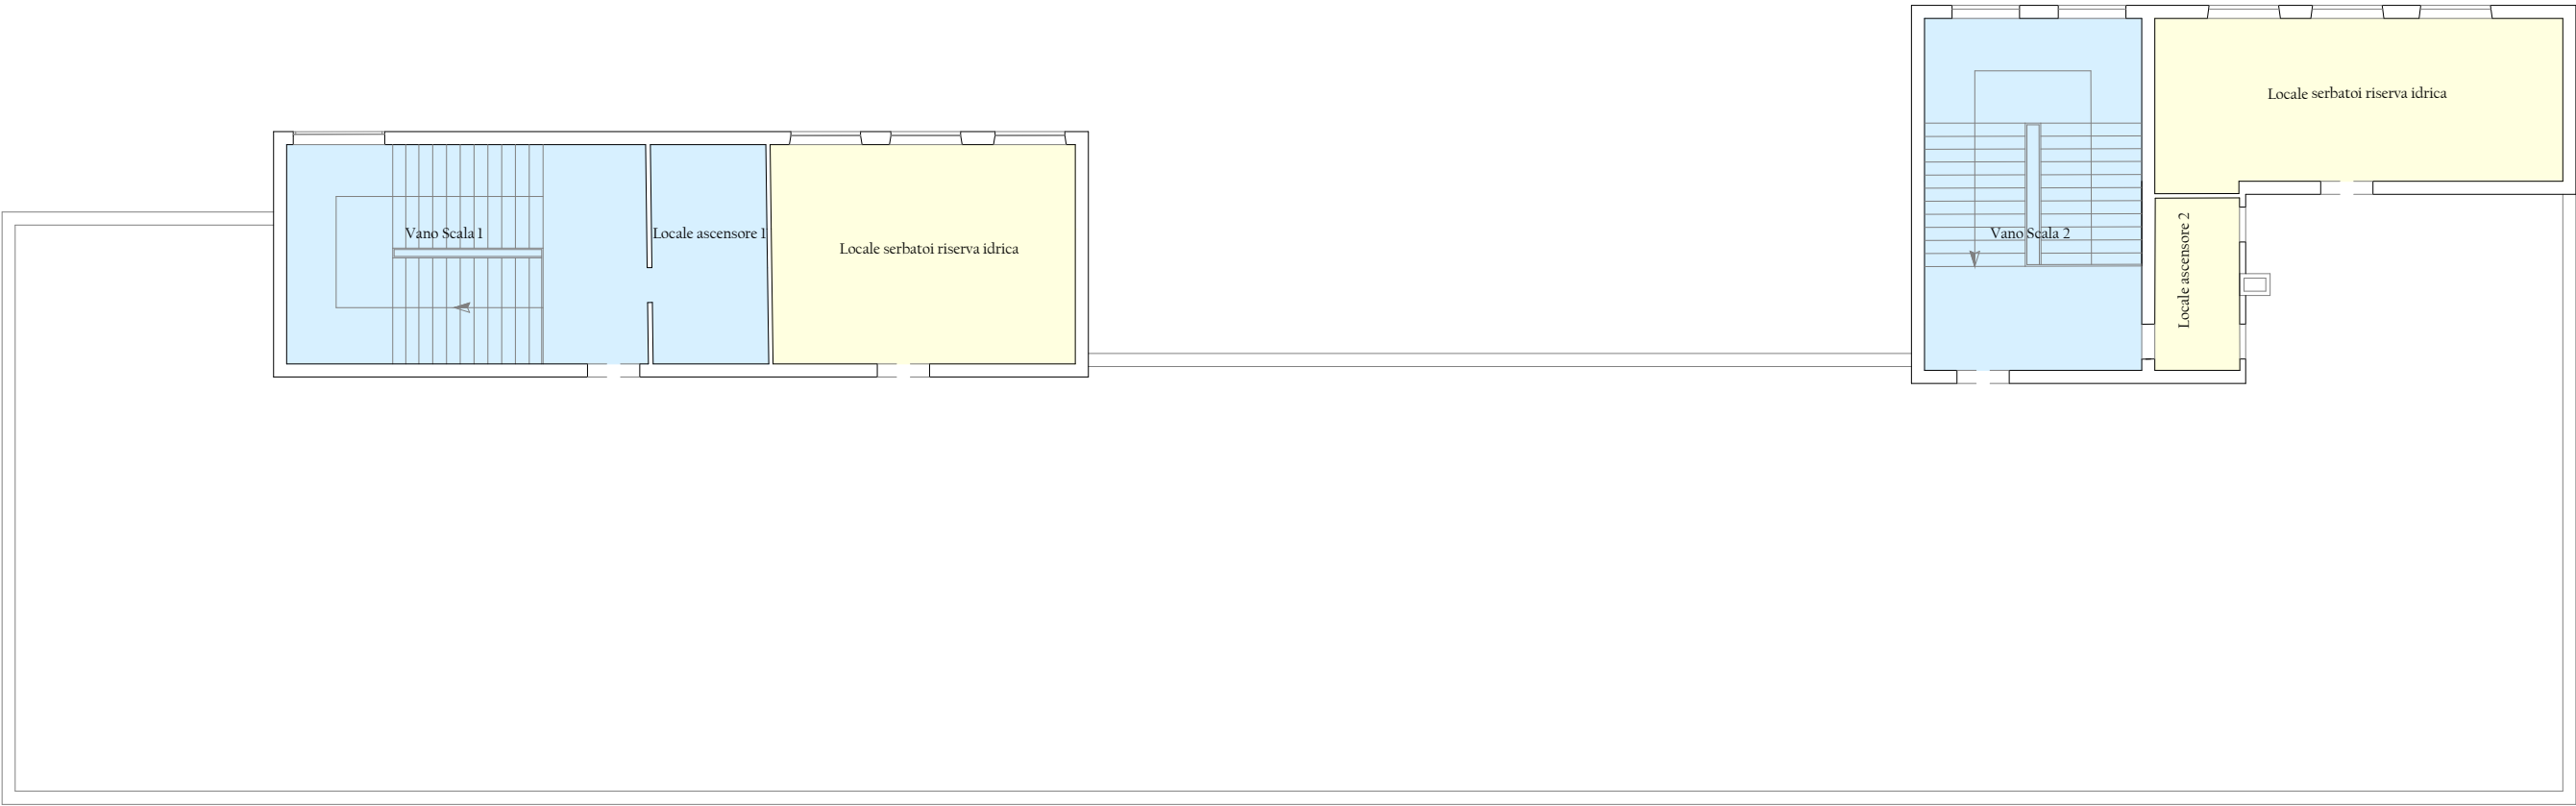 Vano Scala 1
Locale ascensore 1
Locale serbatoi riserva idrica
Vano Scala 2
Locale ascensore 2
Locale serbatoi riserva idrica